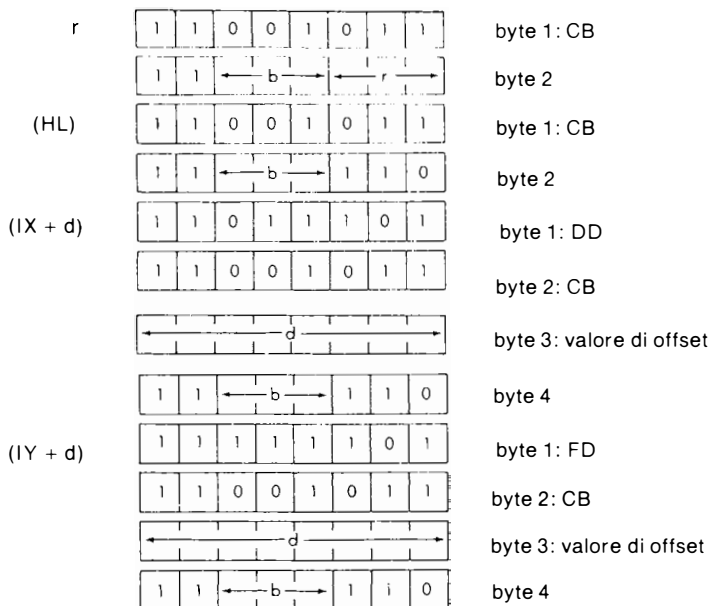 r 1 1 0 0 1 0 1 1 byte 1: CB
1 1 b r byte 2
(HL) 1 1 0 0 1 0 1 1 byte 1: CB
1 1 b 1 1 0 byte 2
(IX + d) 1 1 0 1 1 1 0 1 byte 1: DD
1 1 0 0 1 0 1 1 byte 2: CB
d byte 3: valore di offset
1 1 b 1 1 0 byte 4
(IY + d) 1 1 1 1 1 1 0 1 byte 1: FD
1 1 0 0 1 0 1 1 byte 2: CB
d byte 3: valore di offset
1 1 b 1 1 0 byte 4